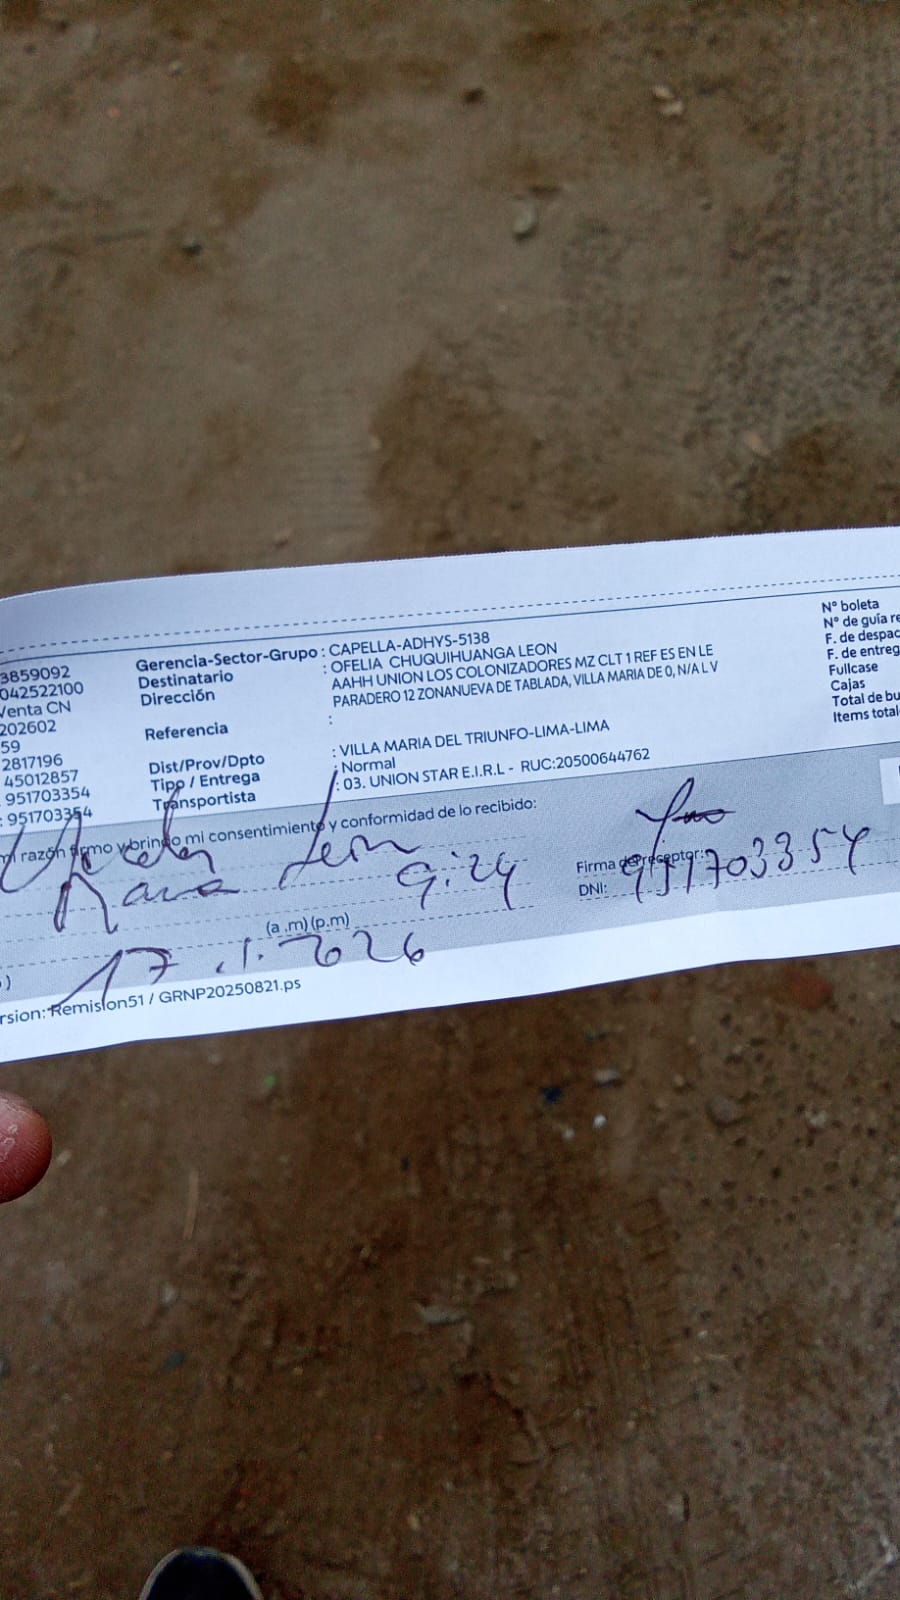 3859092
042522100
Venta CN
202602
59
2817196
45012857
951703354
: 951703354
Gerencia-Sector-Grupo : CAPELLA-ADHYS-5138
Destinatario : OFELIA CHUQUIHUANGA LEON
Dirección AAHH UNION LOS COLONIZADORES MZ CLT 1 REF ES EN LE
PARADERO 12 ZONANUEVA DE TABLADA, VILLA MARIA DE 0, N/A L V
Referencia :
Dist/Prov/Dpto : VILLA MARIA DEL TRIUNFO-LIMA-LIMA
Tipo / Entrega : Normal
Transportista : 03. UNION STAR E.I.R.L - RUC:20500644762
N° boleta
N° de guía re
F. de despac
F. de entreg
Fullcase
Cajas
Total de bu
Items total
mi razón firmo y brindo mi consentimiento y conformidad de lo recibido:
9:24
Firma del receptor:
DNI: 951703354
(a .m) (p.m)
17 .1. 2026
rsion: Remision51 / GRNP20250821.ps